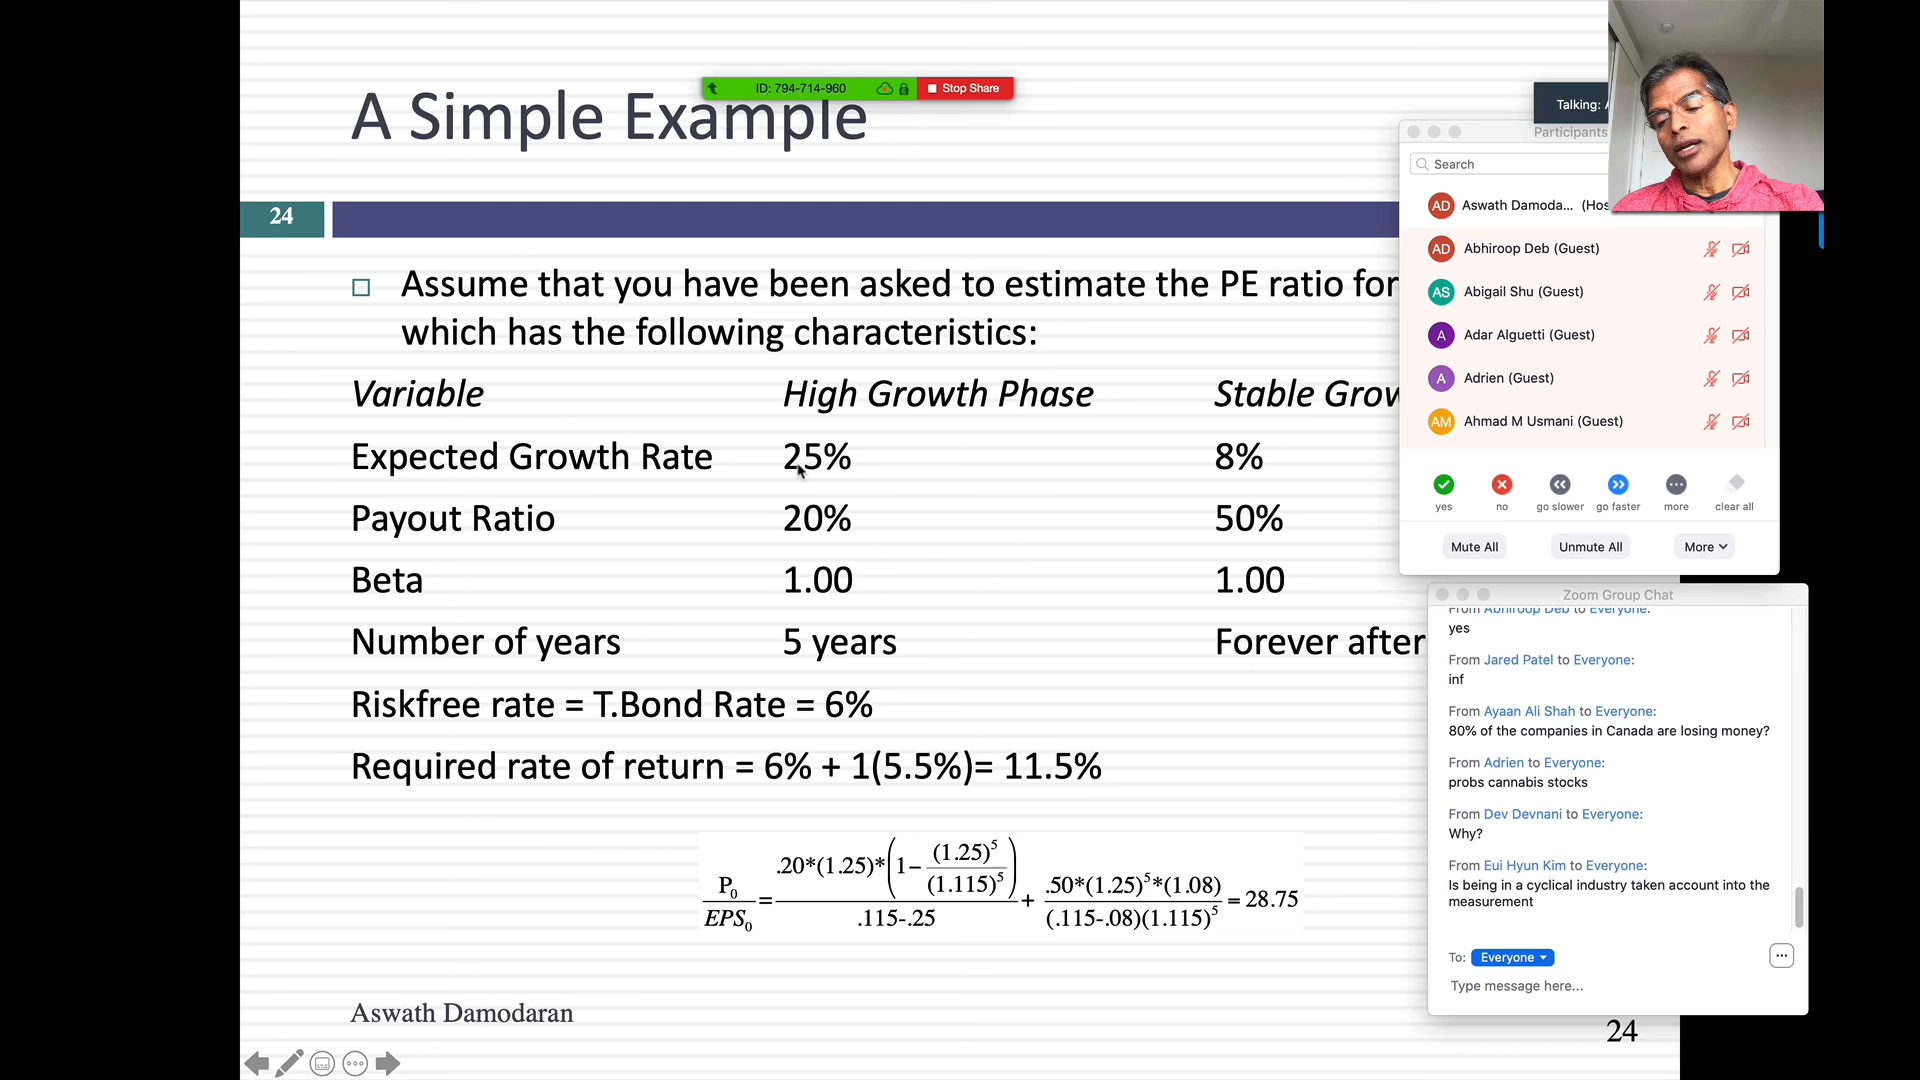 A Simple Example
ID: 794-714-960
Stop Share
24
Assume that you have been asked to estimate the PE ratio for
which has the following characteristics:
Variable High Growth Phase Stable Grow
Expected Growth Rate 25% 8%
Payout Ratio 20% 50%
Beta 1.00 1.00
Number of years 5 years Forever after
Riskfree rate = T.Bond Rate = 6%
Required rate of return = 6% + 1(5.5%)= 11.5%
P₀/EPS₀ = .20*(1.25)*(1−(1.25)⁵/(1.115)⁵)/.115-.25 + .50*(1.25)⁵*(1.08)/(.115-.08)(1.115)⁵ = 28.75
Aswath Damodaran
24
Talking:
Participants
Search
AD Aswath Damoda... (Hos
AD Abhiroop Deb (Guest)
AS Abigail Shu (Guest)
A Adar Alguetti (Guest)
A Adrien (Guest)
AM Ahmad M Usmani (Guest)
yes no go slower go faster more clear all
Mute All Unmute All More
Zoom Group Chat
From Abhiroop Deb to Everyone:
yes
From Jared Patel to Everyone:
inf
From Ayaan Ali Shah to Everyone:
80% of the companies in Canada are losing money?
From Adrien to Everyone:
probs cannabis stocks
From Dev Devnani to Everyone:
Why?
From Eui Hyun Kim to Everyone:
Is being in a cyclical industry taken account into the
measurement
To: Everyone
Type message here...